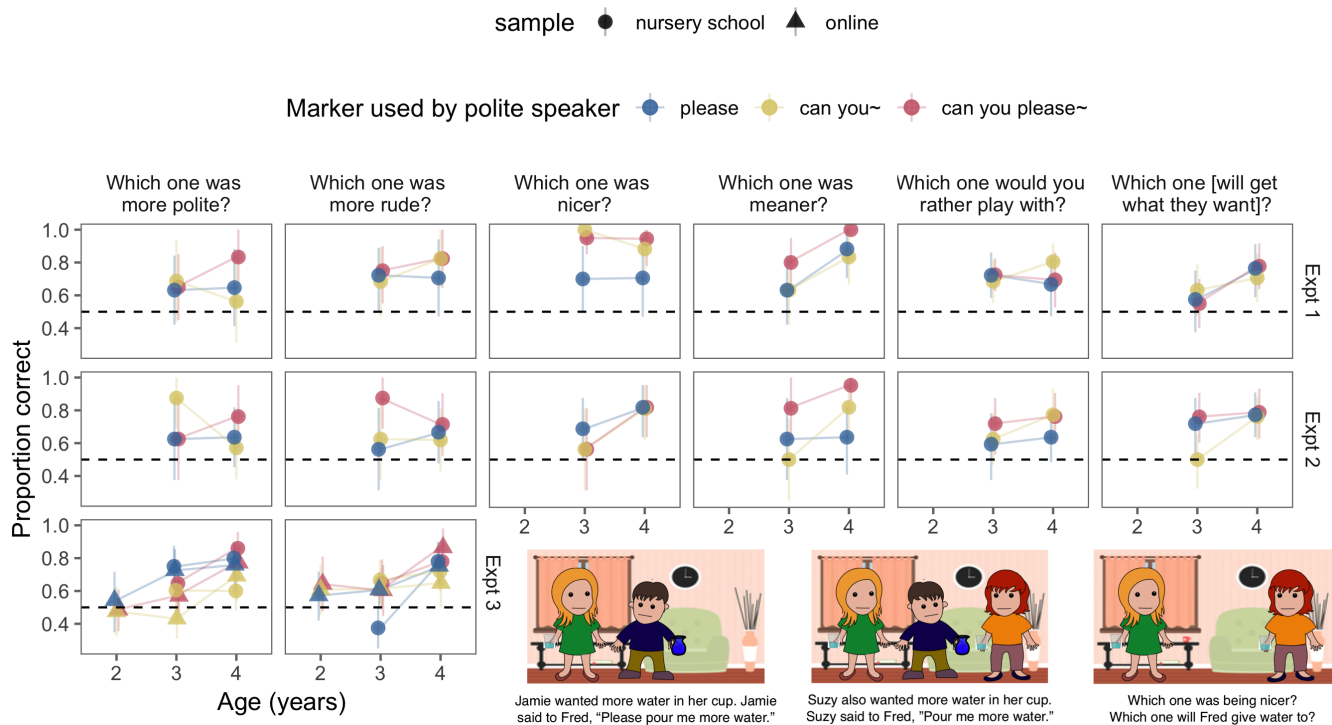 sample nursery school online
Marker used by polite speaker please can you~ can you please~
Which one was
more polite?
Which one was
more rude?
Which one was
nicer?
Which one was
meaner?
Which one would you
rather play with?
Which one [will get
what they want]?
Proportion correct
1.0
0.8
0.6
0.4
Expt 1
1.0
0.8
0.6
0.4
Expt 2
2 3 4
2 3 4
2 3 4
2 3 4
1.0
0.8
0.6
0.4
Expt 3
2 3 4
2 3 4
Age (years)
Jamie wanted more water in her cup. Jamie
said to Fred, “Please pour me more water.”
Suzy also wanted more water in her cup.
Suzy said to Fred, ”Pour me more water.”
Which one was being nicer?
Which one will Fred give water to?